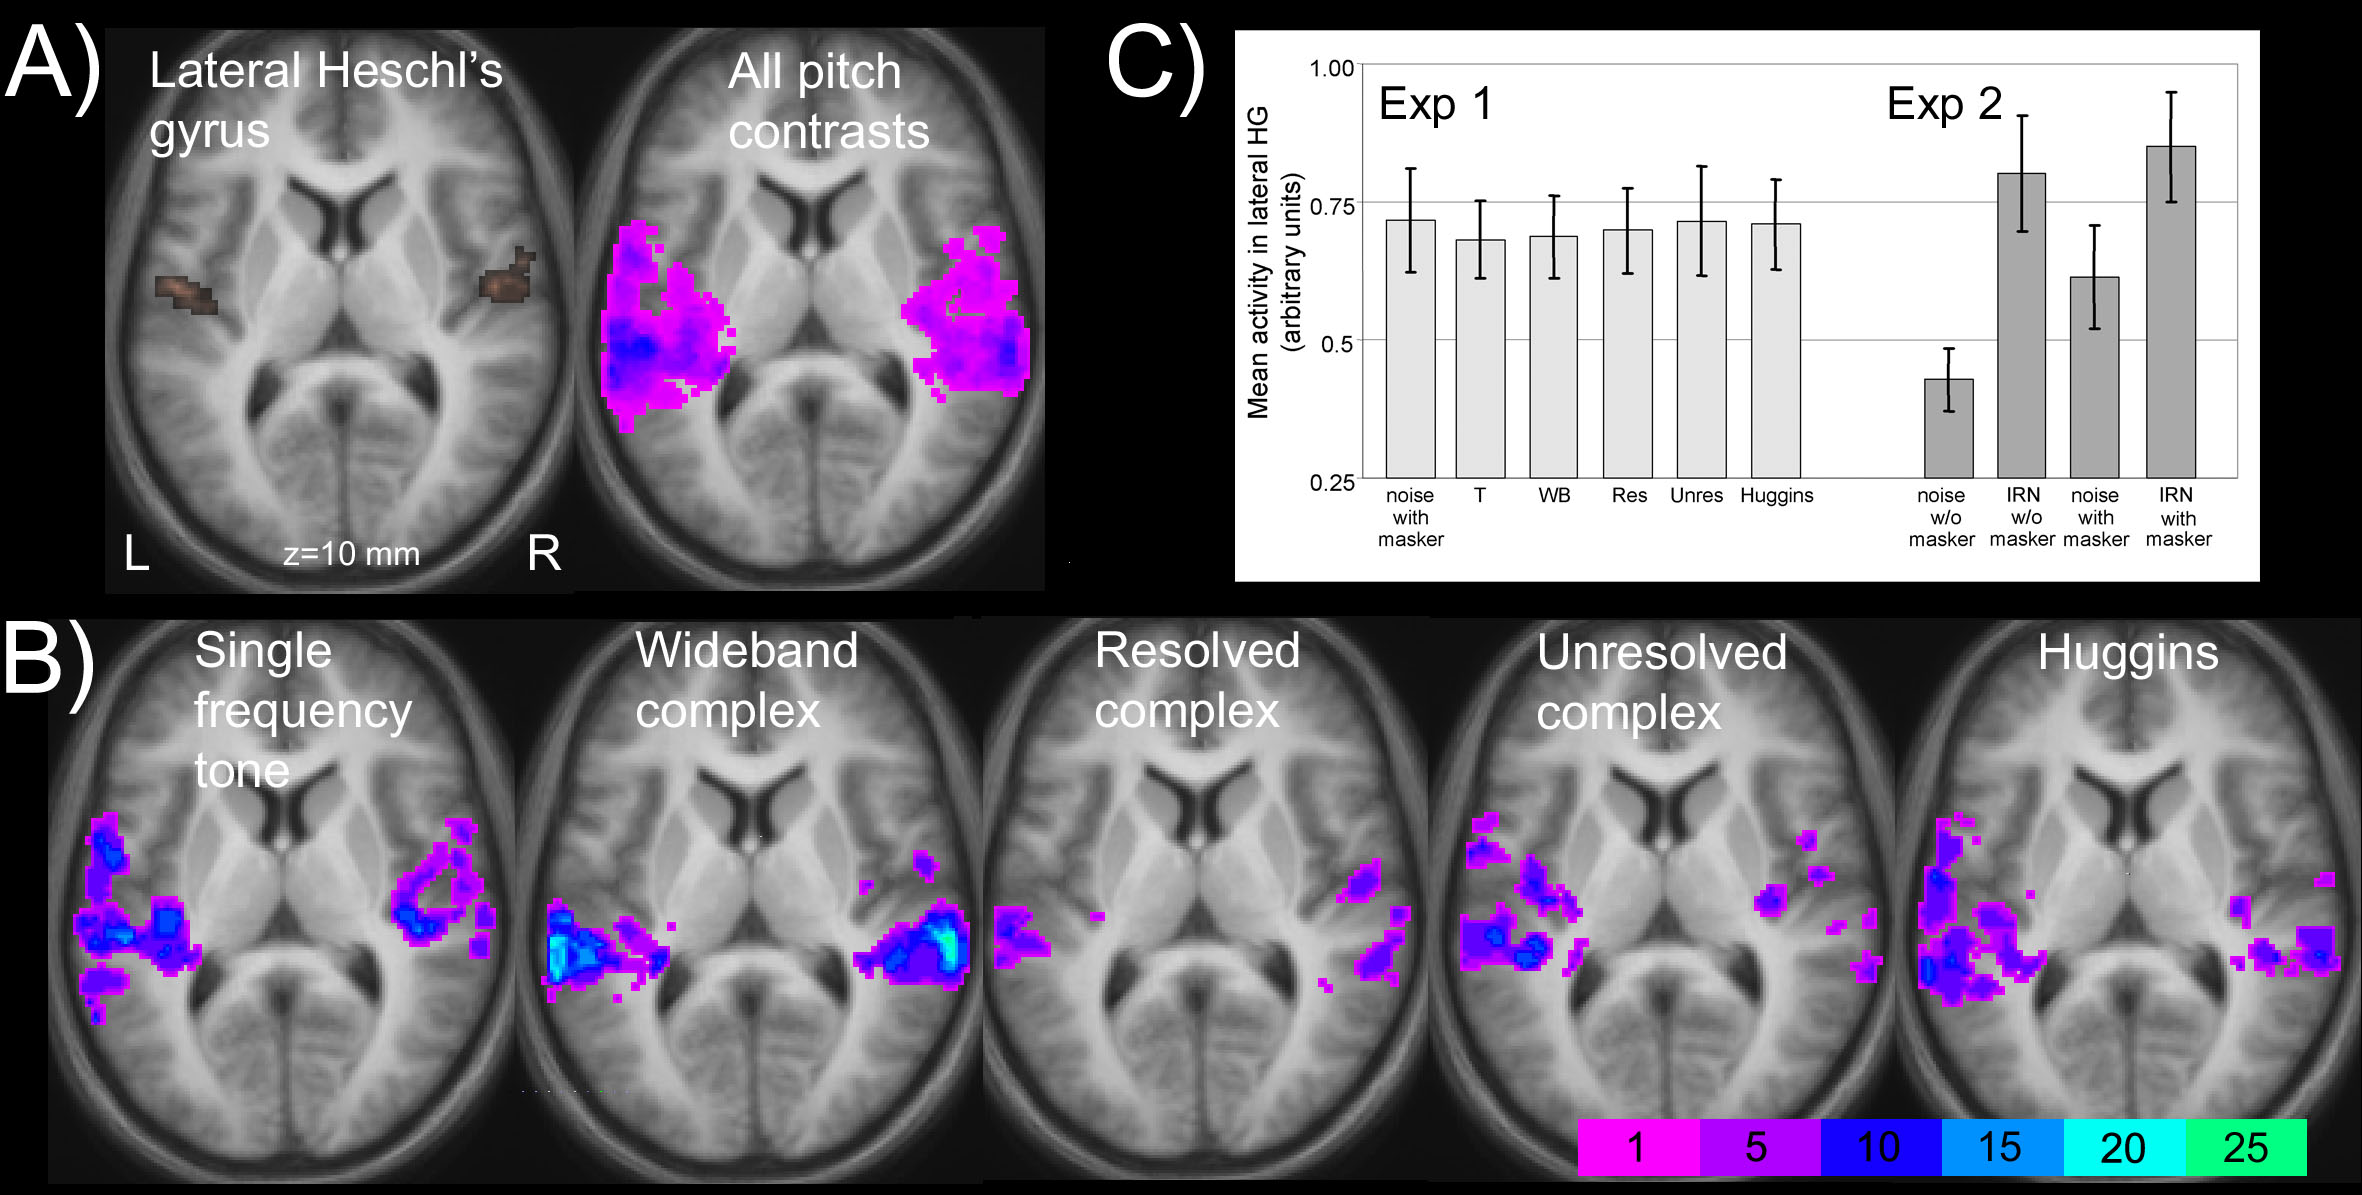 A)
Lateral Heschl's
gyrus
L
z=10 mm
R
All pitch
contrasts
C)
Mean activity in lateral HG
(arbitrary units)
1.00
0.75
0.5
0.25
Exp 1
Exp 2
noise
with
masker
T
WB
Res
Unres
Huggins
noise
w/o
masker
IRN
w/o
masker
noise
with
masker
IRN
with
masker
B)
Single
frequency
tone
Wideband
complex
Resolved
complex
Unresolved
complex
Huggins
1 5 10 15 20 25